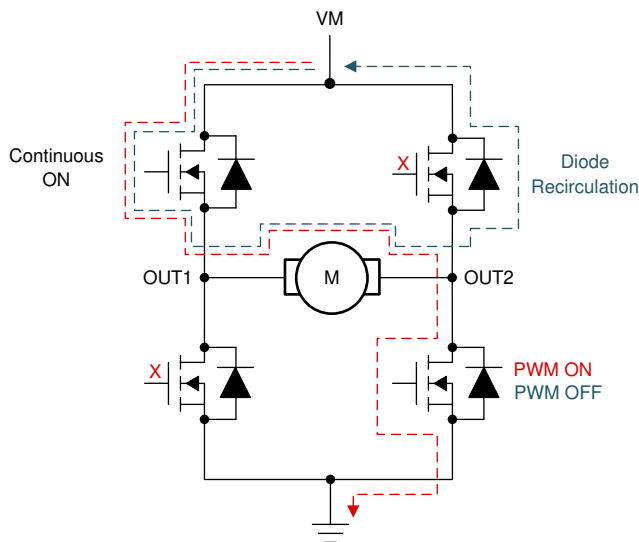 VM
Continuous
ON
X
Diode
Recirculation
OUT1
M
OUT2
X
PWM ON
PWM OFF